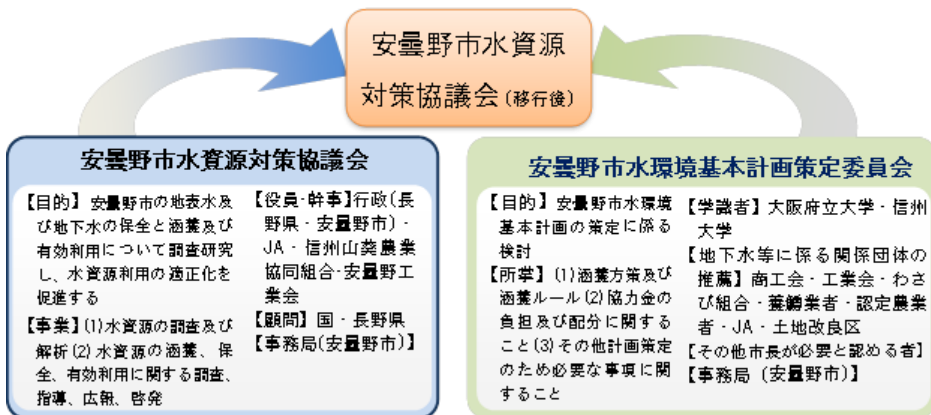 安曇野市水資源
対策協議会(移行後)
安曇野市水資源対策協議会
【目的】安曇野市の地表水及
び地下水の保全と涵養及び
有効利用について調査研究
し、水資源利用の適正化を
促進する
【事業】(1)水資源の調査及び
解析(2)水資源の涵養、保
全、有効利用に関する調査、
指導、広報、啓発
【役員・幹事】行政(長
野県・安曇野市)・
JA・信州山葵農業
協同組合・安曇野工
業会
【顧問】国・長野県
【事務局(安曇野市)】
安曇野市水環境基本計画策定委員会
【目的】安曇野市水環境
基本計画の策定に係る
検討
【所掌】(1)涵養方策及び
涵養ルール(2)協力金の
負担及び配分に関する
こと(3)その他計画策定
のため必要な事項に関
すること
【学識者】大阪府立大学・信州
大学
【地下水等に係る関係団体の
推薦】商工会・工業会・わさ
び組合・養鱒業者・認定農業
者・JA・土地改良区
【その他市長が必要と認める者】
【事務局（安曇野市）】